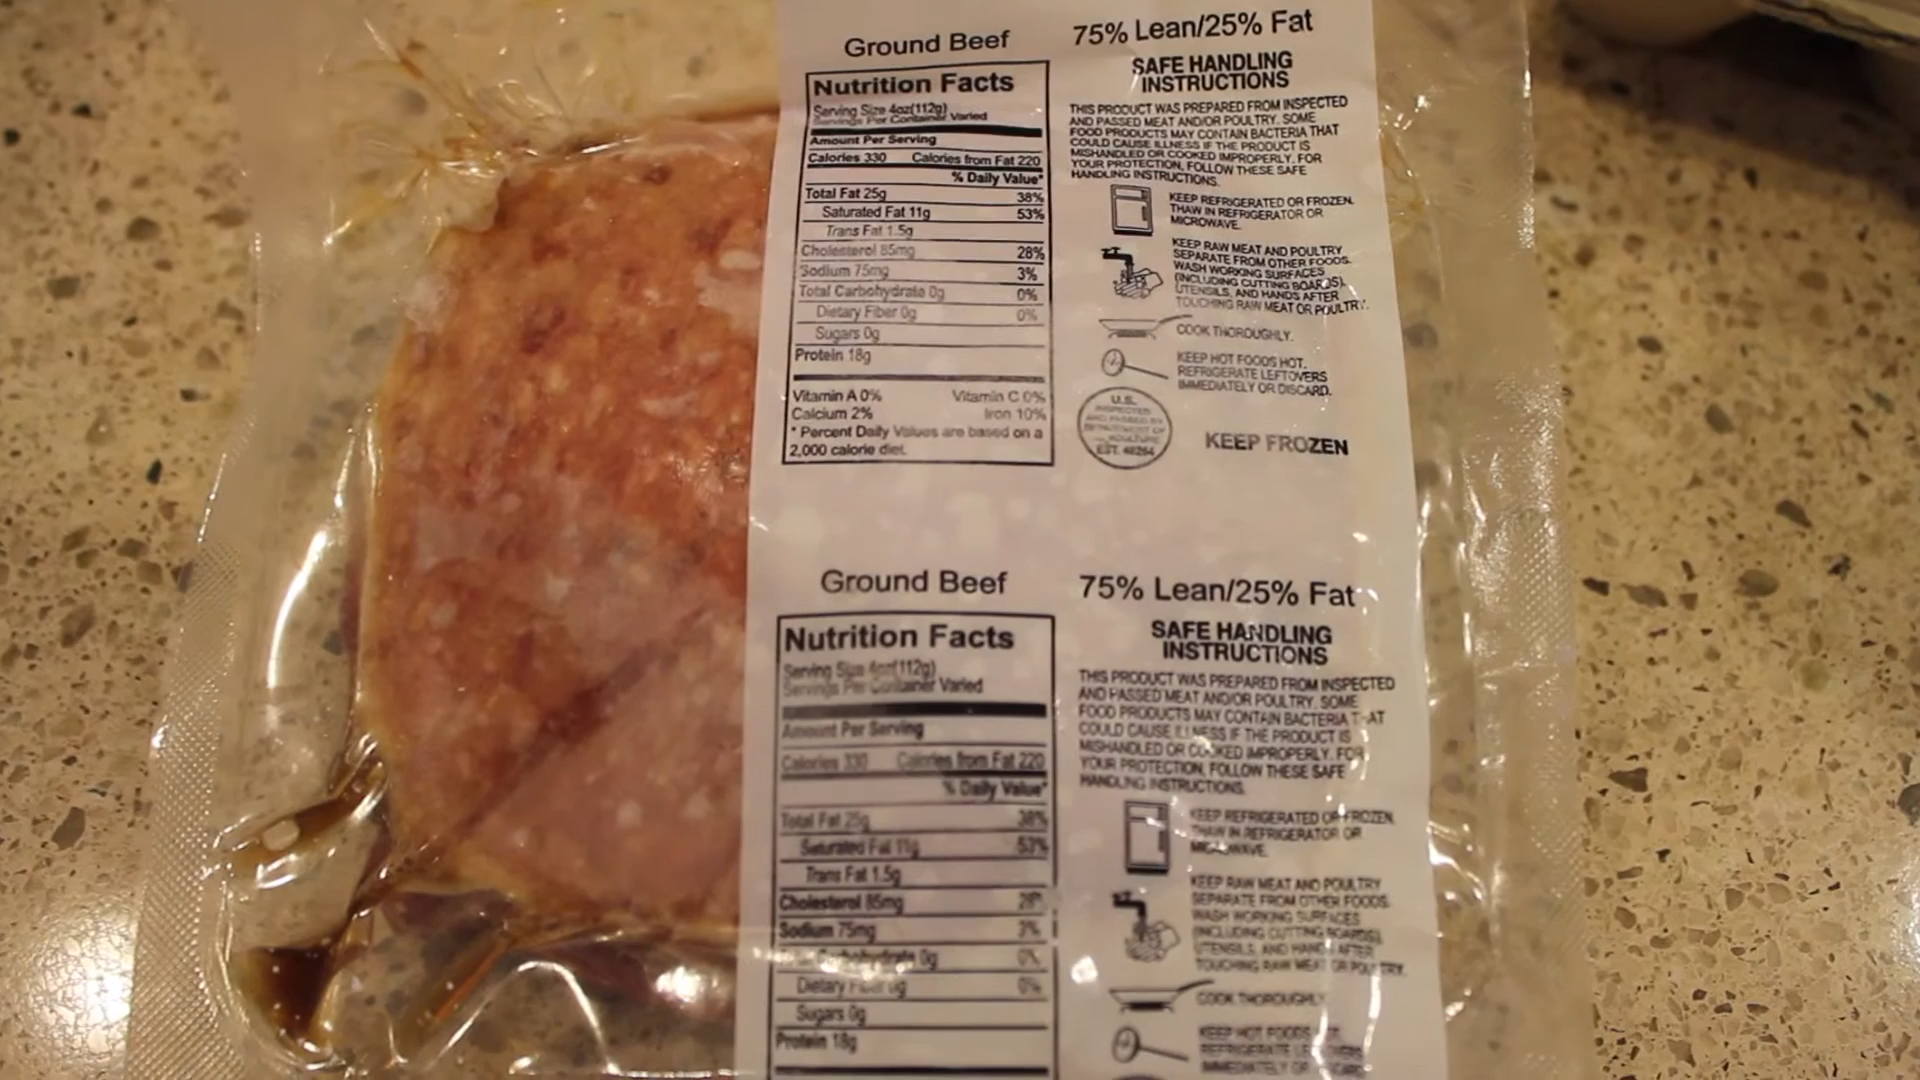 Ground Beef
75% Lean/25% Fat
Nutrition Facts
Serving Size 4oz(112g)
Servings Per Container Varied
Amount Per Serving
Calories 330 Calories from Fat 220
% Daily Value*
Total Fat 25g 38%
Saturated Fat 11g 53%
Trans Fat 1.5g
Cholesterol 85mg 28%
Sodium 75mg 3%
Total Carbohydrate 0g 0%
Dietary Fiber 0g 0%
Sugars 0g
Protein 18g
Vitamin A 0% Vitamin C 0%
Calcium 2% Iron 10%
* Percent Daily Values are based on a
2,000 calorie diet.
SAFE HANDLING
INSTRUCTIONS
THIS PRODUCT WAS PREPARED FROM INSPECTED
AND PASSED MEAT AND/OR POULTRY. SOME
FOOD PRODUCTS MAY CONTAIN BACTERIA THAT
COULD CAUSE ILLNESS IF THE PRODUCT IS
MISHANDLED OR COOKED IMPROPERLY. FOR
YOUR PROTECTION, FOLLOW THESE SAFE
HANDLING INSTRUCTIONS.
KEEP REFRIGERATED OR FROZEN.
THAW IN REFRIGERATOR OR
MICROWAVE.
KEEP RAW MEAT AND POULTRY
SEPARATE FROM OTHER FOODS.
WASH WORKING SURFACES
(INCLUDING CUTTING BOARDS),
UTENSILS, AND HANDS AFTER
TOUCHING RAW MEAT OR POULTRY.
COOK THOROUGHLY.
KEEP HOT FOODS HOT.
REFRIGERATE LEFTOVERS
IMMEDIATELY OR DISCARD.
U.S.
INSPECTED
AND PASSED BY
DEPARTMENT OF
EST.
KEEP FROZEN
Ground Beef
75% Lean/25% Fat
Nutrition Facts
Serving Size 4oz(112g)
Servings Per Container Varied
Amount Per Serving
Calories 330 Calories from Fat 220
% Daily Value*
Total Fat 25g 38%
Saturated Fat 11g 53%
Trans Fat 1.5g
Cholesterol 85mg 28%
Sodium 75mg 3%
Carbohydrate 0g 0%
Dietary Fiber 0g 0%
Sugars 0g
Protein 18g
SAFE HANDLING
INSTRUCTIONS
THIS PRODUCT WAS PREPARED FROM INSPECTED
AND PASSED MEAT AND/OR POULTRY. SOME
FOOD PRODUCTS MAY CONTAIN BACTERIA THAT
COULD CAUSE ILLNESS IF THE PRODUCT IS
MISHANDLED OR COOKED IMPROPERLY. FOR
YOUR PROTECTION, FOLLOW THESE SAFE
HANDLING INSTRUCTIONS.
KEEP REFRIGERATED OR FROZEN.
THAW IN REFRIGERATOR OR
MICROWAVE.
KEEP RAW MEAT AND POULTRY
SEPARATE FROM OTHER FOODS.
WASH WORKING SURFACES
(INCLUDING CUTTING BOARDS),
UTENSILS, AND HANDS AFTER
TOUCHING RAW MEAT OR POULTRY.
COOK THOROUGHLY.
KEEP HOT FOODS
REFRIGERATE LEFTOVERS
IMMEDIATELY OR